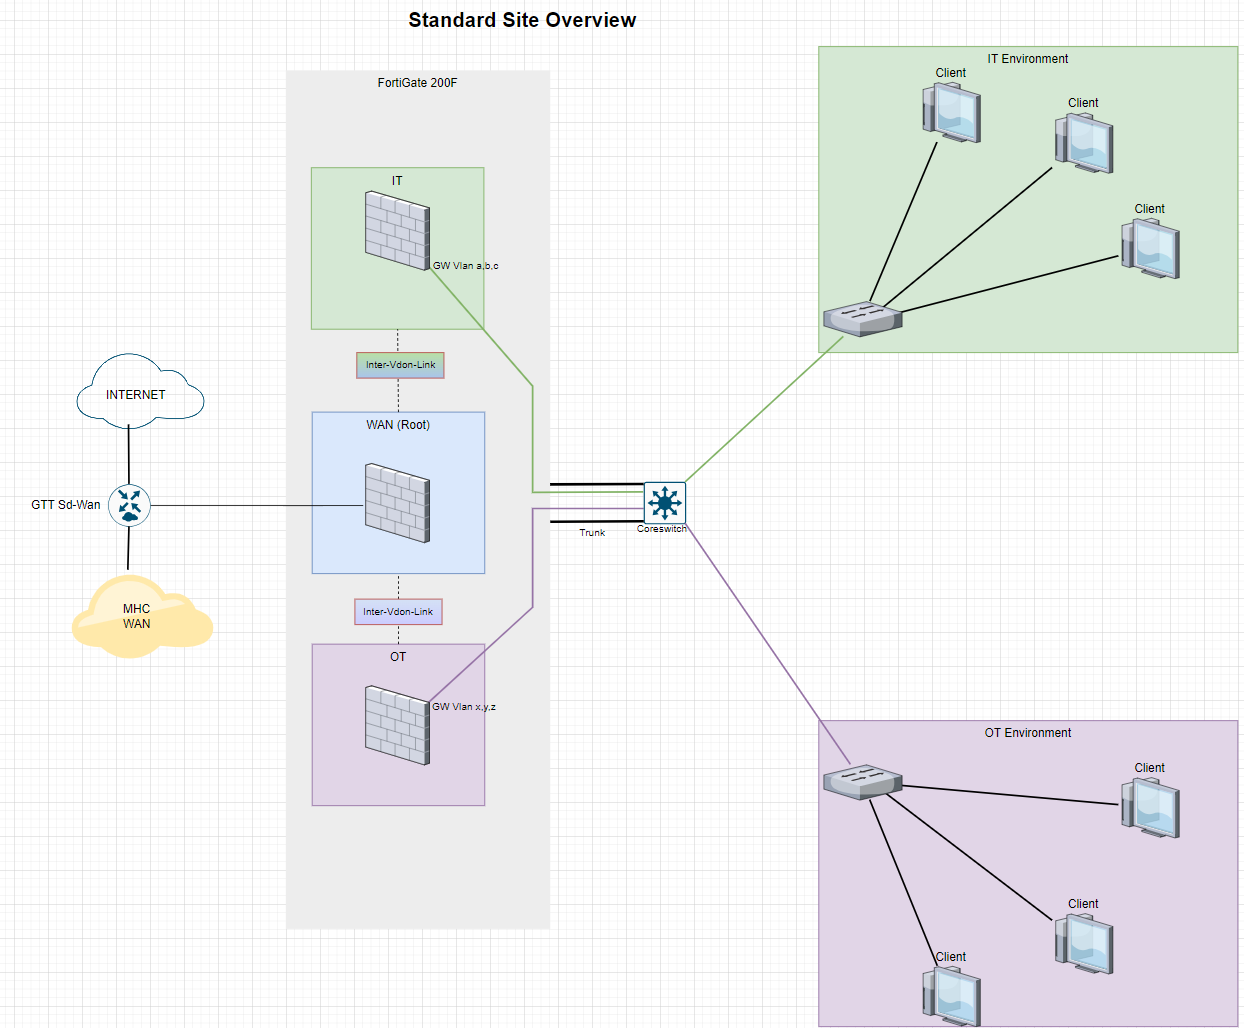 Standard Site Overview
FortiGate 200F
IT
GW Vlan a,b,c
Inter-Vdon-Link
WAN (Root)
Inter-Vdon-Link
OT
GW Vlan x,y,z
INTERNET
GTT Sd-Wan
MHC
WAN
Trunk
Coreswitch
IT Environment
Client
Client
Client
OT Environment
Client
Client
Client